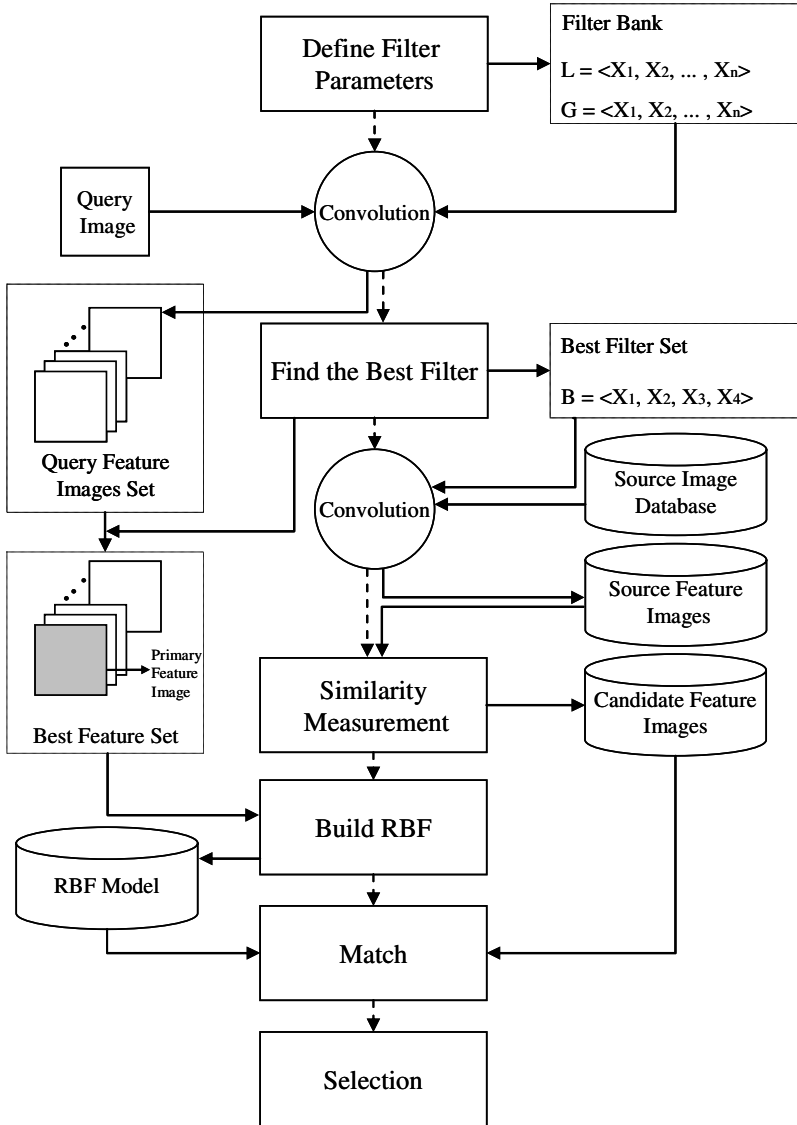 Define Filter
Parameters
Filter Bank
L = <X1, X2, ... , Xn>
G = <X1, X2, ... , Xn>
Query
Image
Convolution
Find the Best Filter
Best Filter Set
B = <X1, X2, X3, X4>
Query Feature
Images Set
Convolution
Source Image
Database
Source Feature
Images
Primary
Feature
Image
Best Feature Set
Similarity
Measurement
Candidate Feature
Images
Build RBF
RBF Model
Match
Selection